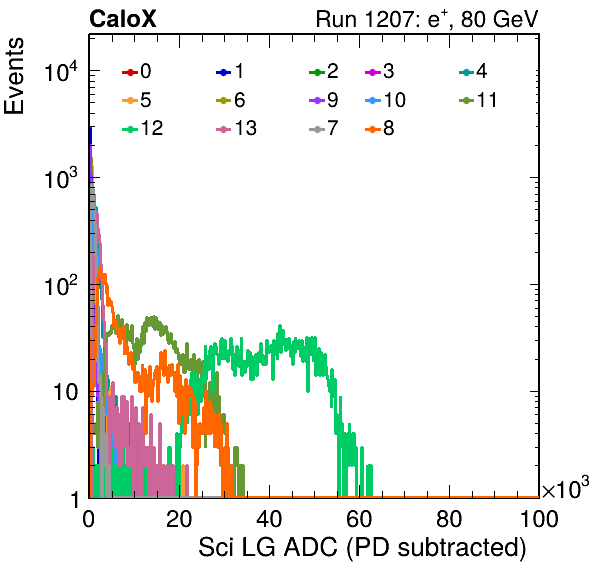 CaloX Run 1207: e⁺, 80 GeV
Events
10⁴
10³
10²
10
1
0 1 2 3 4
5 6 9 10 11
12 13 7 8
0 20 40 60 80 100
×10³
Sci LG ADC (PD subtracted)